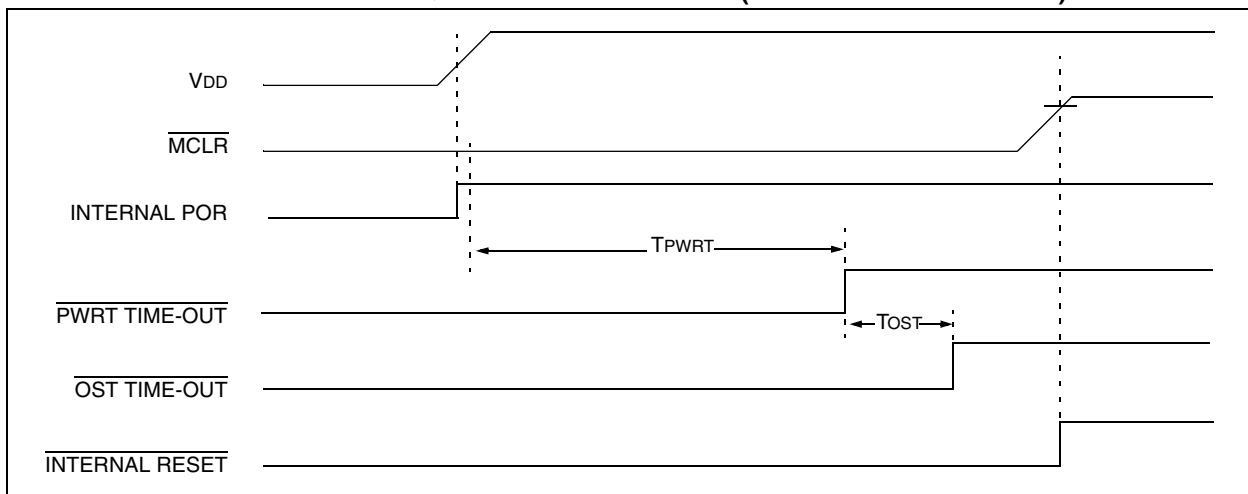 VDD
MCLR
INTERNAL POR
TPWRT
PWRT TIME-OUT
TOST
OST TIME-OUT
INTERNAL RESET